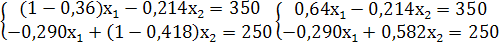 {(1 − 0,36)x₁ − 0,214x₂ = 350 {0,64x₁ − 0,214x₂ = 350
−0,290x₁ + (1 − 0,418)x₂ = 250 −0,290x₁ + 0,582x₂ = 250